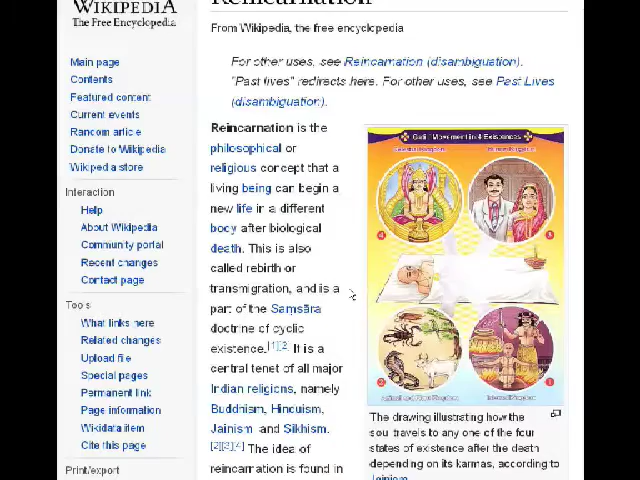 Reincarnation
WIKIPEDIA
The Free Encyclopedia
Main page
Contents
Featured content
Current events
Random article
Donate to Wikipedia
Wikipedia store
Interaction
Help
About Wikipedia
Community portal
Recent changes
Contact page
Tools
What links here
Related changes
Upload file
Special pages
Permanent link
Page information
Wikidata item
Cite this page
Print/export
From Wikipedia, the free encyclopedia
For other uses, see Reincarnation (disambiguation).
"Past lives" redirects here. For other uses, see Past Lives
(disambiguation).
Reincarnation is the
philosophical or
religious concept that a
living being can begin a
new life in a different
body after biological
death. This is also
called rebirth or
transmigration, and is a
part of the Saṃsāra
doctrine of cyclic
existence.[1][2] It is a
central tenet of all major
Indian religions, namely
Buddhism, Hinduism,
Jainism and Sikhism.
[2][3][4] The idea of
reincarnation is found in
4
3
2
1
The drawing illustrating how the
soul travels to any one of the four
states of existence after the death
depending on its karmas, according to
Jainism